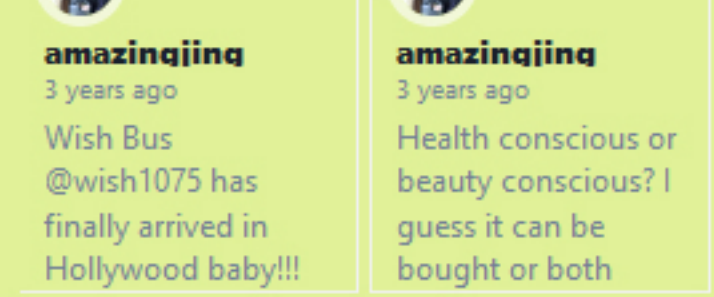 amazingjing
3 years ago
Wish Bus
@wish1075 has
finally arrived in
Hollywood baby!!!
amazingjing
3 years ago
Health conscious or
beauty conscious? I
guess it can be
bought or both